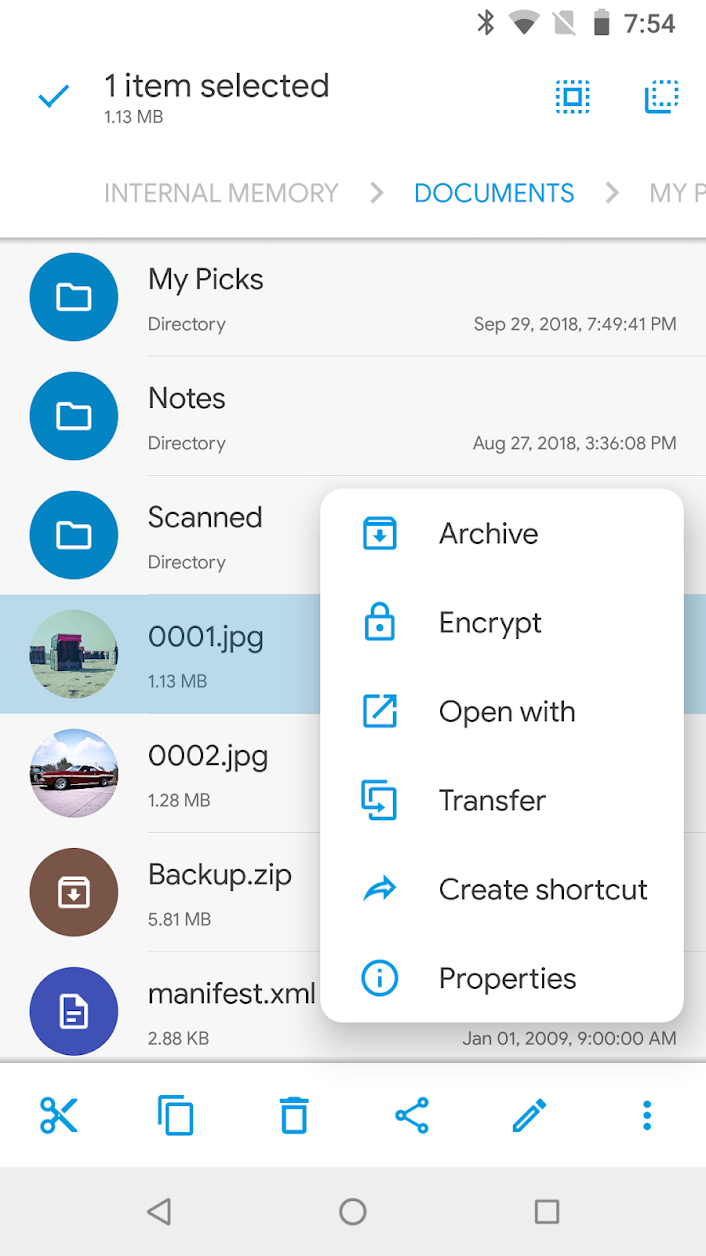 7:54
1 item selected
1.13 MB
INTERNAL MEMORY > DOCUMENTS > MY P
My Picks
Directory Sep 29, 2018, 7:49:41 PM
Notes
Directory Aug 27, 2018, 3:36:08 PM
Scanned
Directory
0001.jpg
1.13 MB
0002.jpg
1.28 MB
Backup.zip
5.81 MB
manifest.xml
2.88 KB Jan 01, 2009, 9:00:00 AM
Archive
Encrypt
Open with
Transfer
Create shortcut
Properties